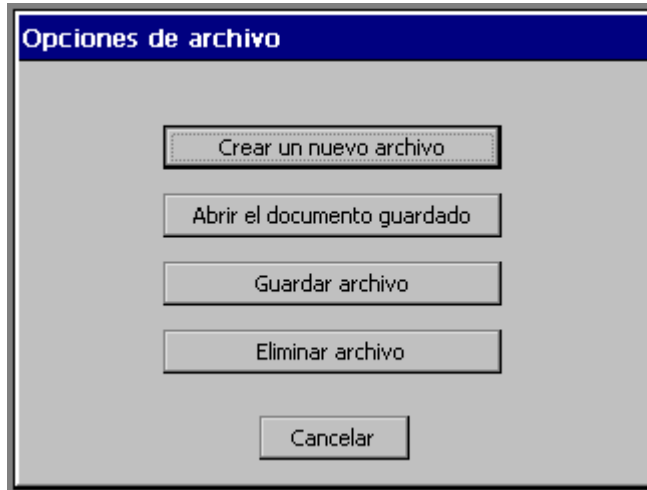 Opciones de archivo
Crear un nuevo archivo
Abrir el documento guardado
Guardar archivo
Eliminar archivo
Cancelar